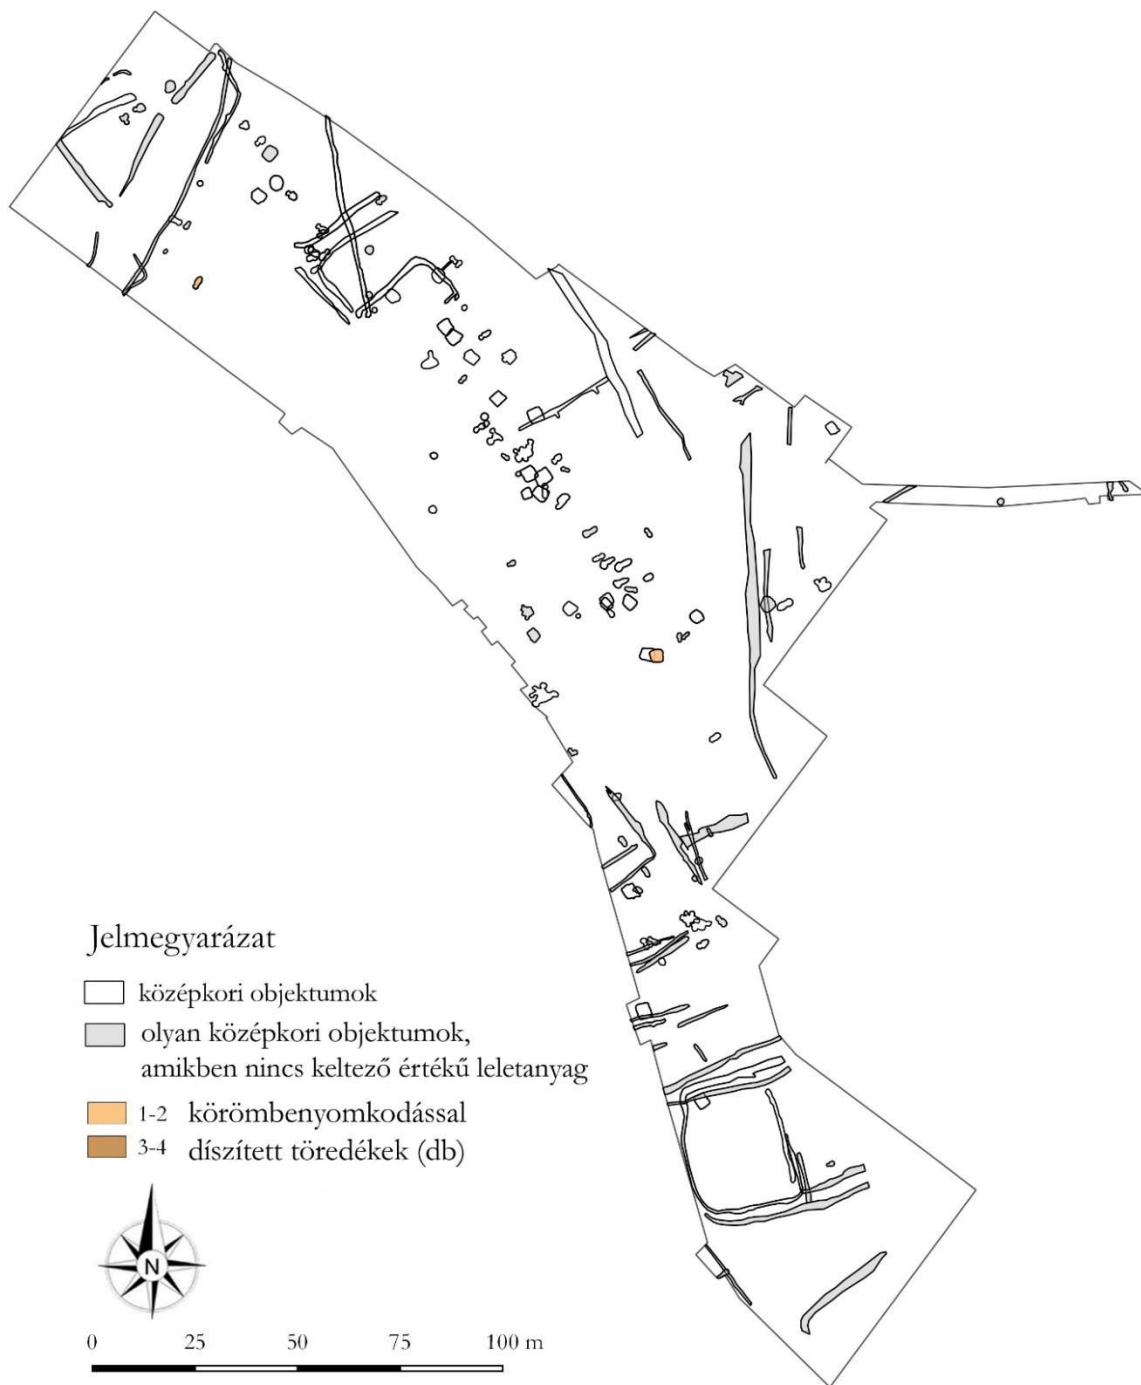 Jelmegyarázat
középkori objektumok
olyan középkori objektumok,
amikben nincs keltező értékű leletanyag
1-2 körömbenyomkodással
3-4 díszített töredékek (db)
N
0 25 50 75 100 m